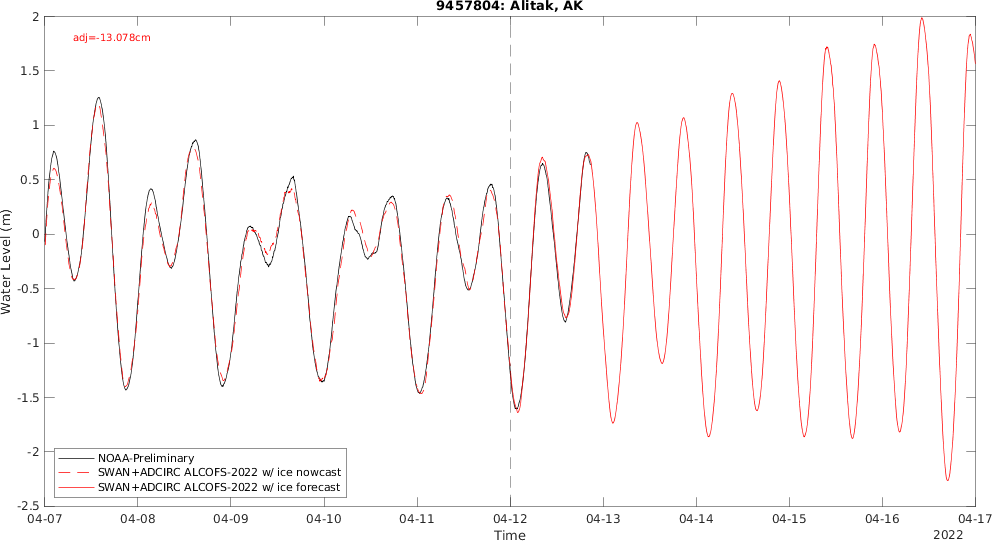 9457804: Alitak, AK
adj=-13.078cm
2
1.5
1
0.5
0
-0.5
-1
-1.5
-2
-2.5
Water Level (m)
NOAA-Preliminary
SWAN+ADCIRC ALCOFS-2022 w/ ice nowcast
SWAN+ADCIRC ALCOFS-2022 w/ ice forecast
04-07 04-08 04-09 04-10 04-11 04-12 04-13 04-14 04-15 04-16 04-17
Time
2022